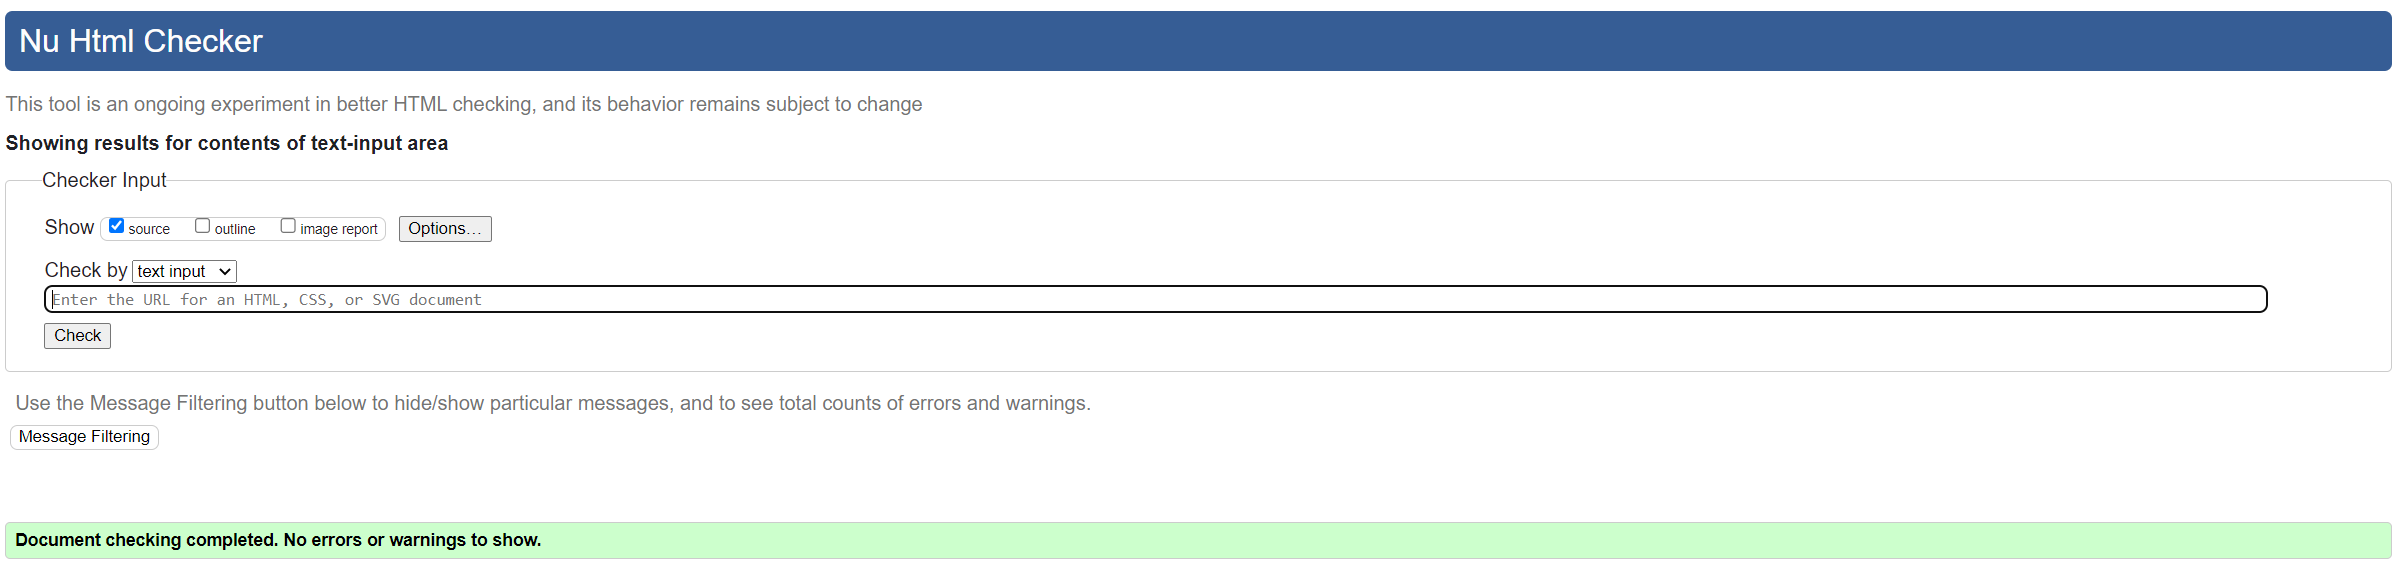 Nu Html Checker
This tool is an ongoing experiment in better HTML checking, and its behavior remains subject to change
Showing results for contents of text-input area
Checker Input
Show source outline image report Options...
Check by text input
Enter the URL for an HTML, CSS, or SVG document
Check
Use the Message Filtering button below to hide/show particular messages, and to see total counts of errors and warnings.
Message Filtering
Document checking completed. No errors or warnings to show.